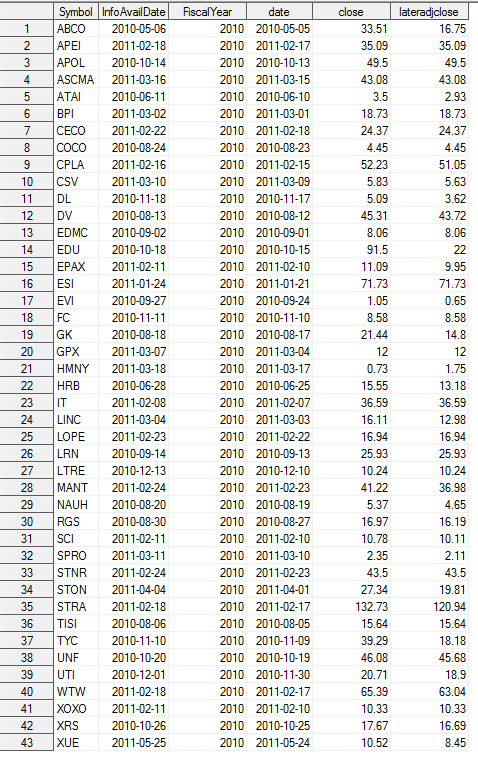 Symbol InfoAvailDate FiscalYear date close lateradjclose
1 ABCO 2010-05-06 2010 2010-05-05 33.51 16.75
2 APEI 2011-02-18 2010 2011-02-17 35.09 35.09
3 APOL 2010-10-14 2010 2010-10-13 49.5 49.5
4 ASCMA 2011-03-16 2010 2011-03-15 43.08 43.08
5 ATAI 2010-06-11 2010 2010-06-10 3.5 2.93
6 BPI 2011-03-02 2010 2011-03-01 18.73 18.73
7 CECO 2011-02-22 2010 2011-02-18 24.37 24.37
8 COCO 2010-08-24 2010 2010-08-23 4.45 4.45
9 CPLA 2011-02-16 2010 2011-02-15 52.23 51.05
10 CSV 2011-03-10 2010 2011-03-09 5.83 5.63
11 DL 2010-11-18 2010 2010-11-17 5.09 3.62
12 DV 2010-08-13 2010 2010-08-12 45.31 43.72
13 EDMC 2010-09-02 2010 2010-09-01 8.06 8.06
14 EDU 2010-10-18 2010 2010-10-15 91.5 22
15 EPAX 2011-02-11 2010 2011-02-10 11.09 9.95
16 ESI 2011-01-24 2010 2011-01-21 71.73 71.73
17 EVI 2010-09-27 2010 2010-09-24 1.05 0.65
18 FC 2010-11-11 2010 2010-11-10 8.58 8.58
19 GK 2010-08-18 2010 2010-08-17 21.44 14.8
20 GPX 2011-03-07 2010 2011-03-04 12 12
21 HMNY 2011-03-18 2010 2011-03-17 0.73 1.75
22 HRB 2010-06-28 2010 2010-06-25 15.55 13.18
23 IT 2011-02-08 2010 2011-02-07 36.59 36.59
24 LINC 2011-03-04 2010 2011-03-03 16.11 12.98
25 LOPE 2011-02-23 2010 2011-02-22 16.94 16.94
26 LRN 2010-09-14 2010 2010-09-13 25.93 25.93
27 LTRE 2010-12-13 2010 2010-12-10 10.24 10.24
28 MANT 2011-02-24 2010 2011-02-23 41.22 36.98
29 NAUH 2010-08-20 2010 2010-08-19 5.37 4.65
30 RGS 2010-08-30 2010 2010-08-27 16.97 16.19
31 SCI 2011-02-11 2010 2011-02-10 10.78 10.11
32 SPRO 2011-03-11 2010 2011-03-10 2.35 2.11
33 STNR 2011-02-24 2010 2011-02-23 43.5 43.5
34 STON 2011-04-04 2010 2011-04-01 27.34 19.81
35 STRA 2011-02-18 2010 2011-02-17 132.73 120.94
36 TISI 2010-08-06 2010 2010-08-05 15.64 15.64
37 TYC 2010-11-10 2010 2010-11-09 39.29 18.18
38 UNF 2010-10-20 2010 2010-10-19 46.08 45.68
39 UTI 2010-12-01 2010 2010-11-30 20.71 18.9
40 WTW 2011-02-18 2010 2011-02-17 65.39 63.04
41 XOXO 2011-02-11 2010 2011-02-10 10.33 10.33
42 XRS 2010-10-26 2010 2010-10-25 17.67 16.69
43 XUE 2011-05-25 2010 2011-05-24 10.52 8.45